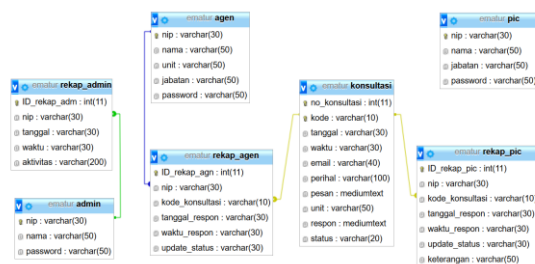 ematur agen
nip : varchar(30)
nama : varchar(50)
unit : varchar(50)
jabatan : varchar(50)
password : varchar(50)
ematur pic
nip : varchar(30)
nama : varchar(50)
jabatan : varchar(50)
password : varchar(50)
ematur rekap_admin
ID_rekap_adm : int(11)
nip : varchar(30)
tanggal : varchar(30)
waktu : varchar(30)
aktivitas : varchar(200)
ematur konsultasi
no_konsultasi : int(11)
kode : varchar(10)
tanggal : varchar(30)
waktu : varchar(30)
email : varchar(40)
perihal : varchar(100)
pesan : mediumtext
unit : varchar(50)
respon : mediumtext
status : varchar(20)
ematur rekap_agen
ID_rekap_agn : int(11)
nip : varchar(30)
kode_konsultasi : varchar(10)
tanggal_respon : varchar(30)
waktu_respon : varchar(30)
update_status : varchar(30)
ematur rekap_pic
ID_rekap_pic : int(11)
nip : varchar(30)
kode_konsultasi : varchar(10)
tanggal_respon : varchar(30)
waktu_respon : varchar(30)
update_status : varchar(30)
keterangan : varchar(50)
ematur admin
nip : varchar(30)
nama : varchar(50)
password : varchar(50)